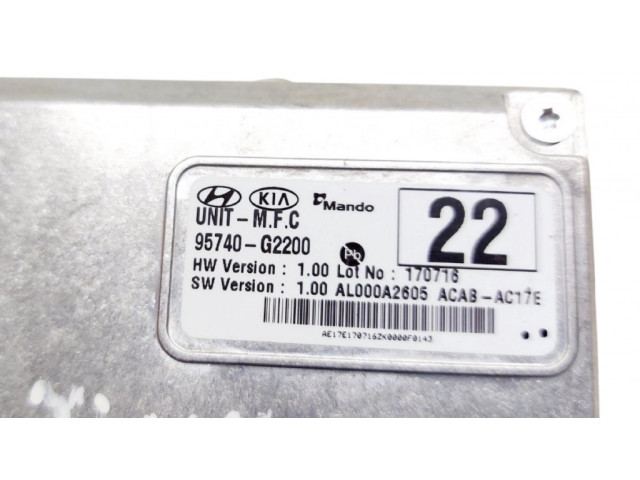 KIA Mando
UNIT - M.F.C
22
95740 - G2200
Pb
HW Version : 1.00 Lot No : 170716
SW Version : 1.00 AL000A2605 ACAB - AC17E
AE17E170716ZK0000F0143